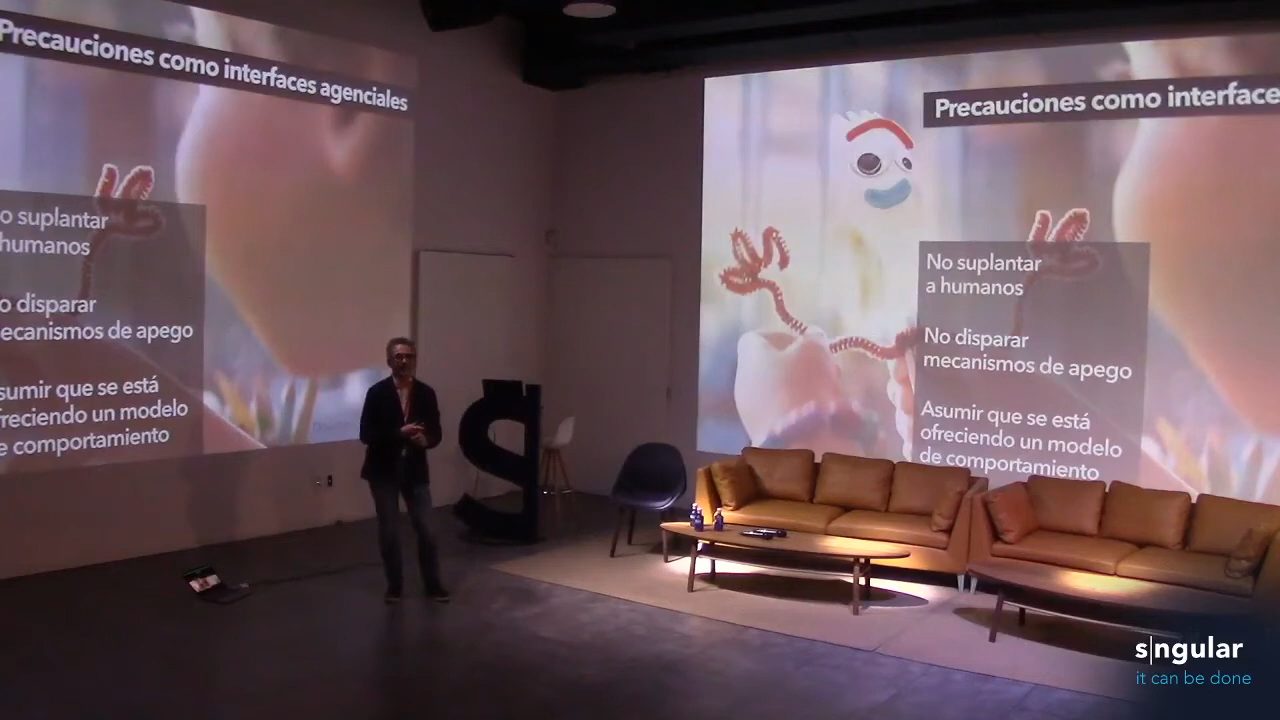 Precauciones como interfaces agenciales
o suplantar
humanos
o disparar
ecanismos de apego
sumir que se está
freciendo un modelo
e comportamiento
Precauciones como interface
No suplantar
a humanos
No disparar
mecanismos de apego
Asumir que se está
ofreciendo un modelo
de comportamiento
s|ngular
it can be done